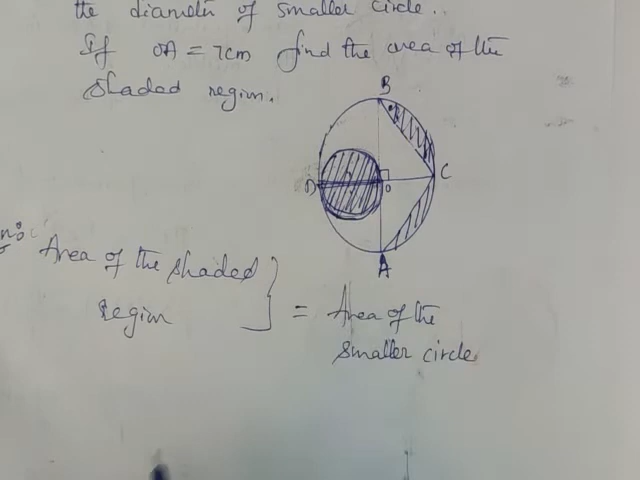 the diameter of smaller circle.
If OA = 7cm find the area of the
shaded region.
B
C
D
O
A
Area of the shaded
region
} = Area of the
smaller circle